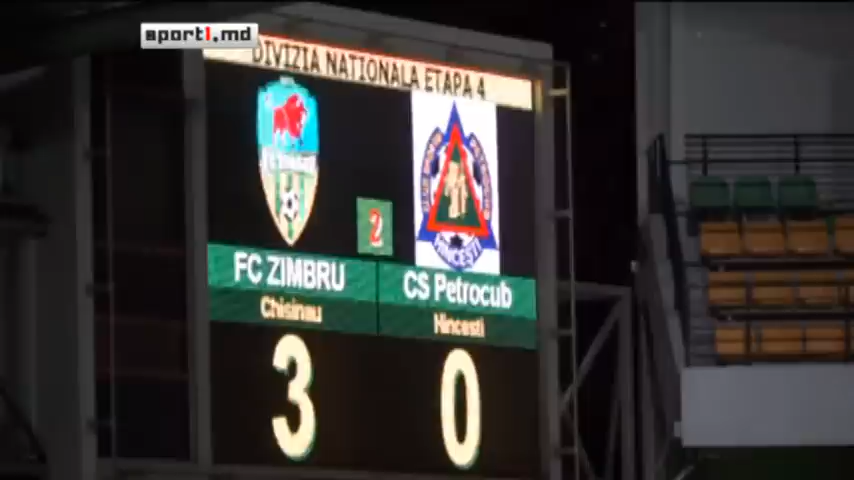 sport1.md
DIVIZIA NATIONALA ETAPA 4
2
FC ZIMBRU
CS Petrocub
Chisinau
Hincesti
3
0